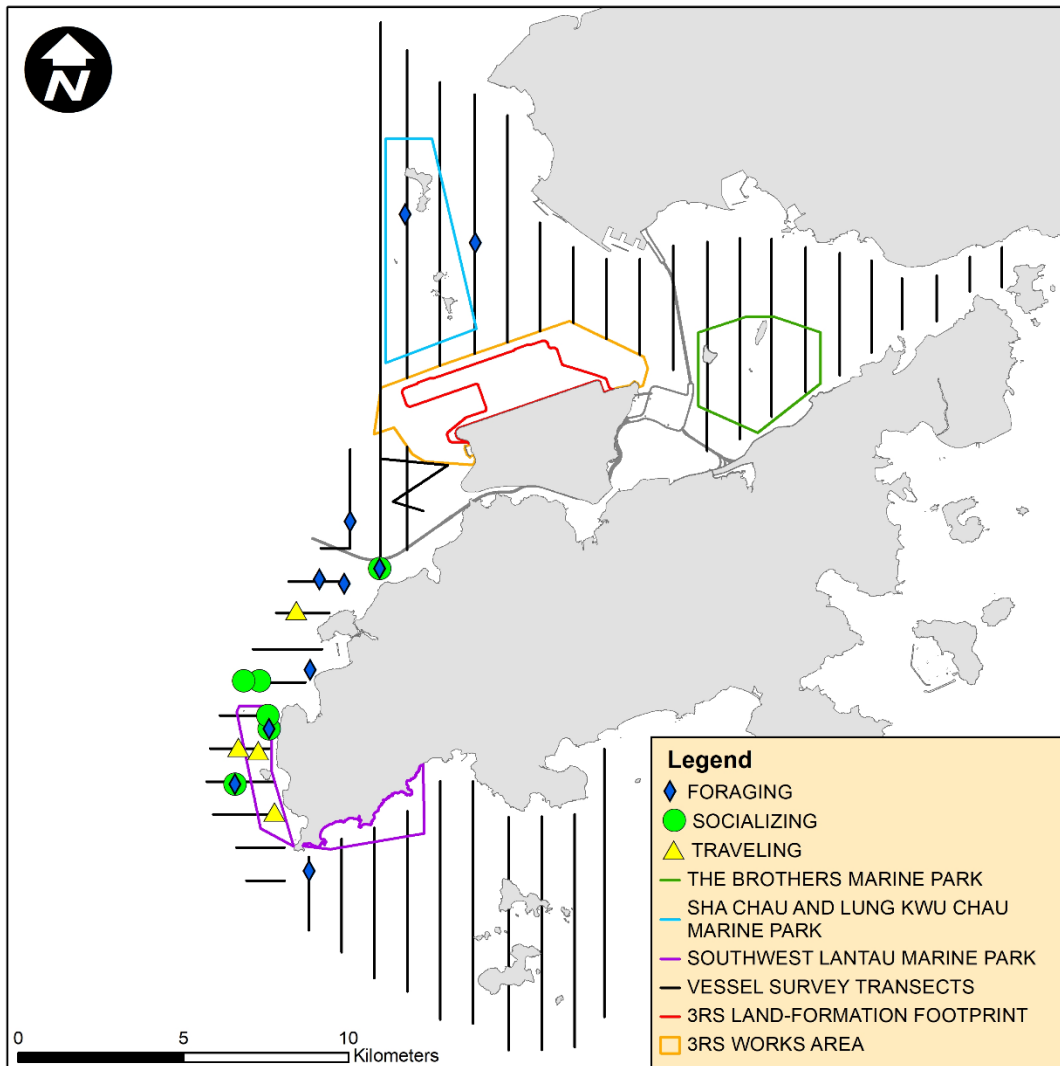 N
Legend
FORAGING
SOCIALIZING
TRAVELING
THE BROTHERS MARINE PARK
SHA CHAU AND LUNG KWU CHAU
MARINE PARK
SOUTHWEST LANTAU MARINE PARK
VESSEL SURVEY TRANSECTS
3RS LAND-FORMATION FOOTPRINT
3RS WORKS AREA
0 5 10
Kilometers